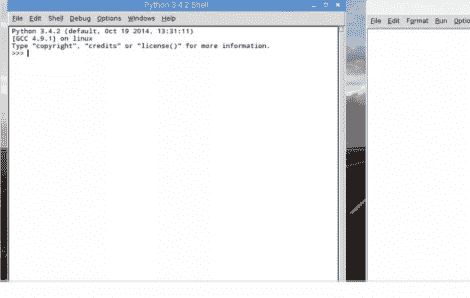 Python 3.4.2 Shell
File Edit Shell Debug Options Windows Help
Python 3.4.2 (default, Oct 19 2014, 13:31:11)
[GCC 4.9.1] on linux
Type "copyright", "credits" or "license()" for more information.
>>>
File Edit Format Run Optio